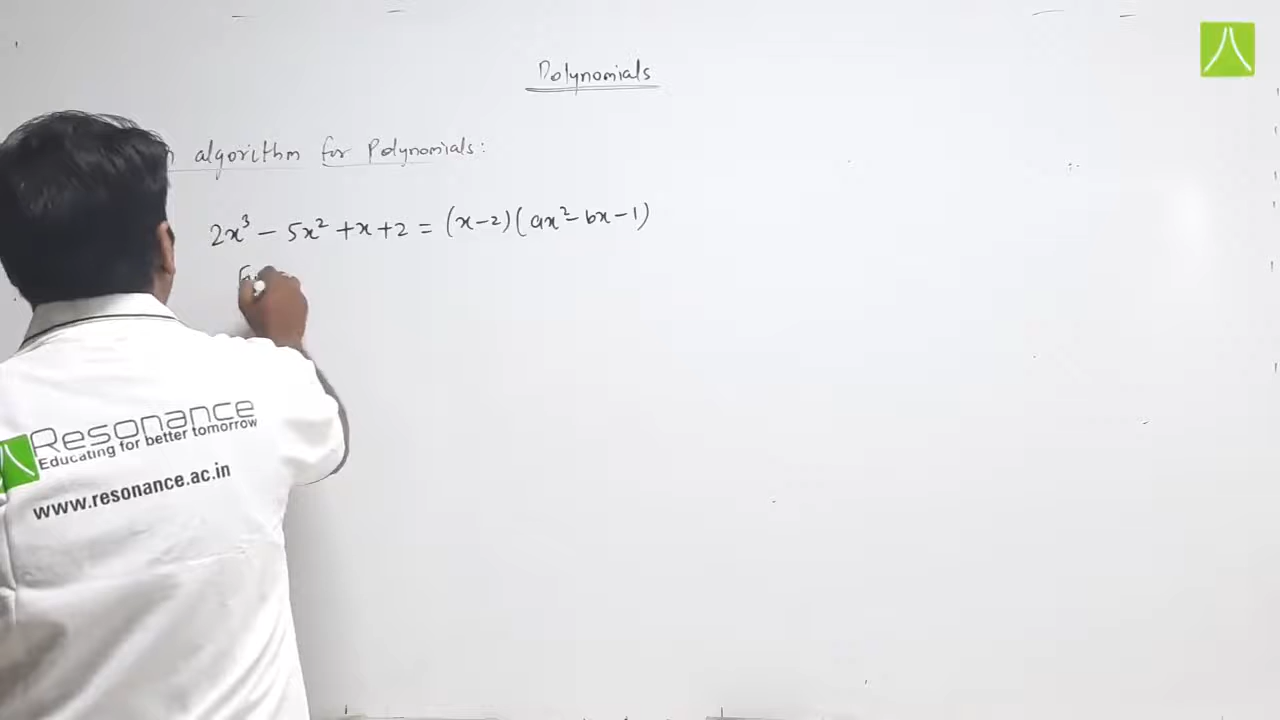 Polynomials
algorithm for Polynomials:
2x³ - 5x² + x + 2 = (x-2)(ax² - bx - 1)
Resonance
Educating for better tomorrow
www.resonance.ac.in